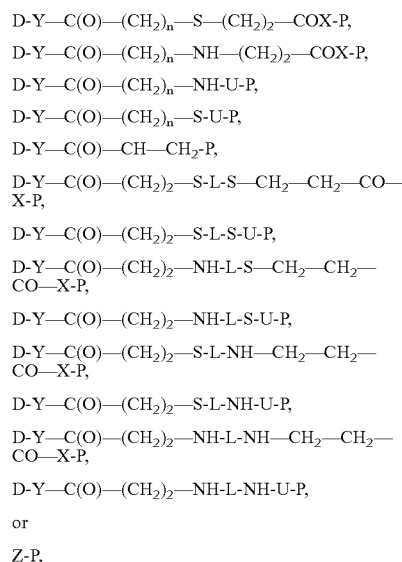 D-Y—C(O)—(CH₂)ₙ—S—(CH₂)₂—COX-P,
D-Y—C(O)—(CH₂)ₙ—NH—(CH₂)₂—COX-P,
D-Y—C(O)—(CH₂)ₙ—NH-U-P,
D-Y—C(O)—(CH₂)ₙ—S-U-P,
D-Y—C(O)—CH—CH₂-P,
D-Y—C(O)—(CH₂)₂—S-L-S—CH₂—CH₂—CO—
X-P,
D-Y—C(O)—(CH₂)₂—S-L-S-U-P,
D-Y—C(O)—(CH₂)₂—NH-L-S—CH₂—CH₂—
CO—X-P,
D-Y—C(O)—(CH₂)₂—NH-L-S-U-P,
D-Y—C(O)—(CH₂)₂—S-L-NH—CH₂—CH₂—
CO—X-P,
D-Y—C(O)—(CH₂)₂—S-L-NH-U-P,
D-Y—C(O)—(CH₂)₂—NH-L-NH—CH₂—CH₂—
CO—X-P,
D-Y—C(O)—(CH₂)₂—NH-L-NH-U-P,
or
Z-P,